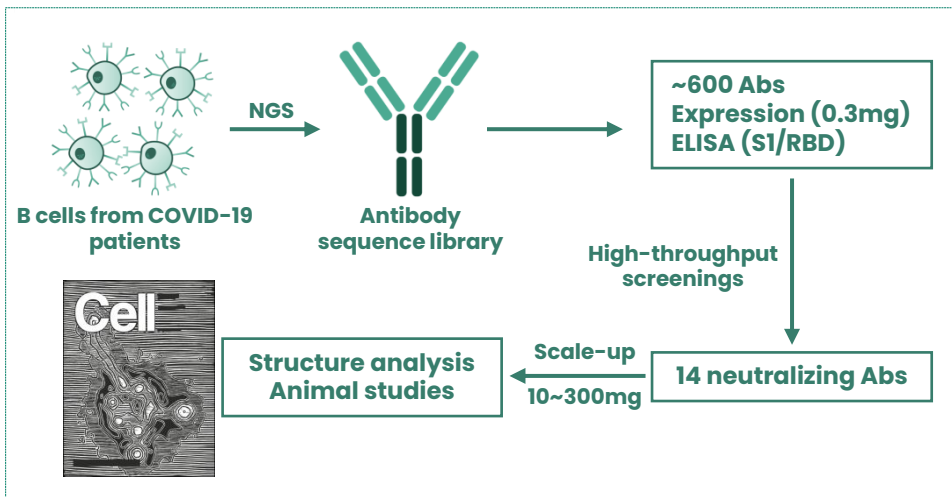 NGS
B cells from COVID-19
patients
Antibody
sequence library
~600 Abs
Expression (0.3mg)
ELISA (S1/RBD)
High-throughput
screenings
14 neutralizing Abs
Scale-up
10~300mg
Structure analysis
Animal studies
Cell